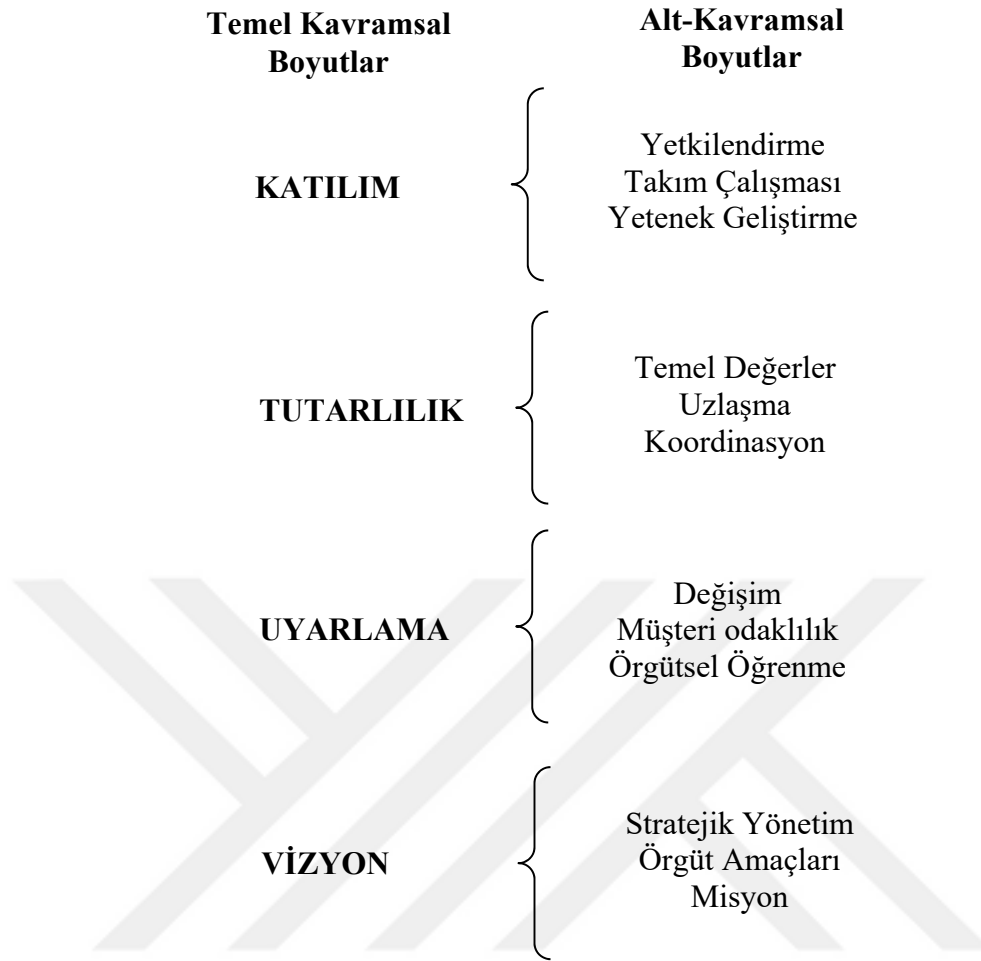 Temel Kavramsal
Boyutlar
Alt-Kavramsal
Boyutlar
KATILIM
Yetkilendirme
Takım Çalışması
Yetenek Geliştirme
TUTARLILIK
Temel Değerler
Uzlaşma
Koordinasyon
UYARLAMA
Değişim
Müşteri odaklılık
Örgütsel Öğrenme
VİZYON
Stratejik Yönetim
Örgüt Amaçları
Misyon